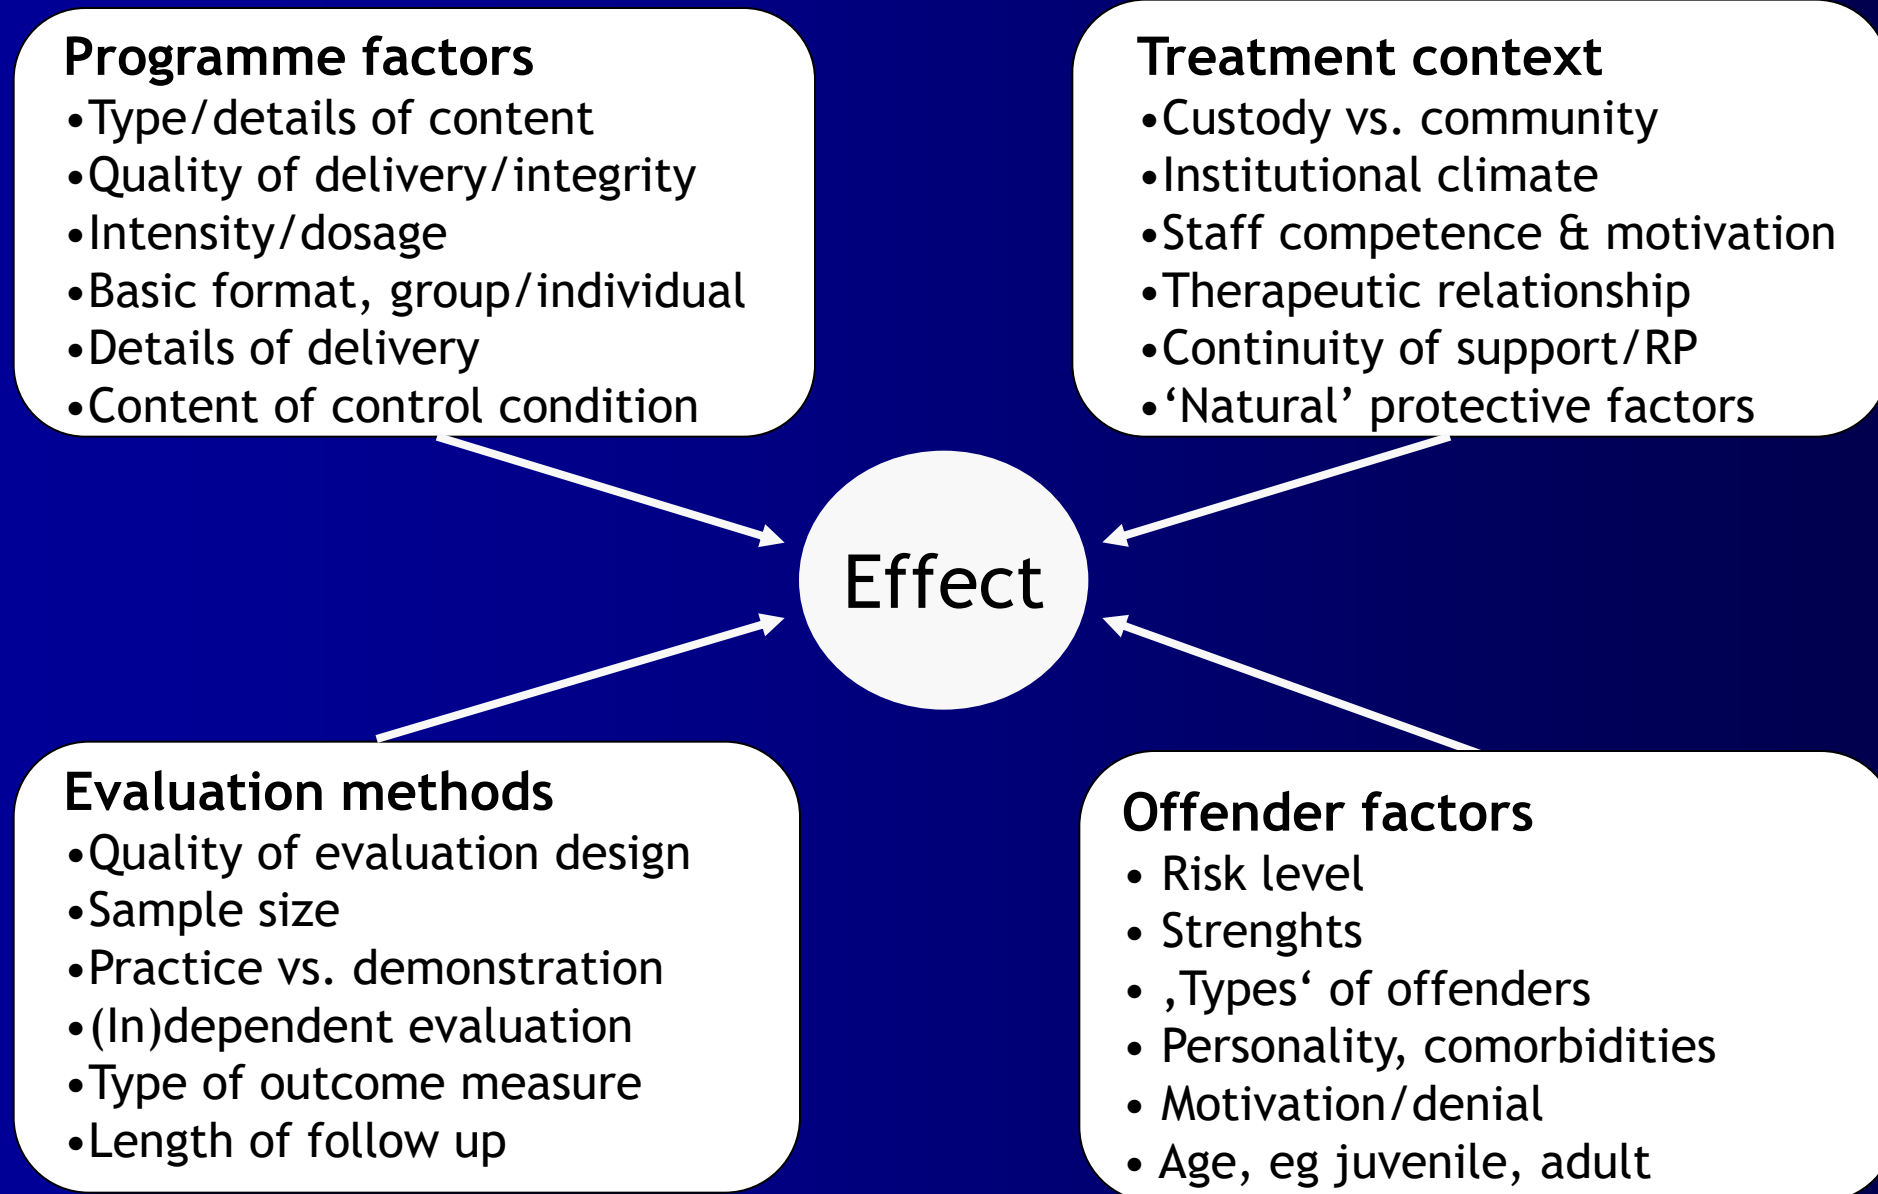 Programme factors
•Type/details of content
•Quality of delivery/integrity
•Intensity/dosage
•Basic format, group/individual
•Details of delivery
•Content of control condition
Treatment context
•Custody vs. community
•Institutional climate
•Staff competence & motivation
•Therapeutic relationship
•Continuity of support/RP
•‘Natural’ protective factors
Effect
Evaluation methods
•Quality of evaluation design
•Sample size
•Practice vs. demonstration
•(In)dependent evaluation
•Type of outcome measure
•Length of follow up
Offender factors
• Risk level
• Strenghts
• ‚Types‘ of offenders
• Personality, comorbidities
• Motivation/denial
• Age, eg juvenile, adult